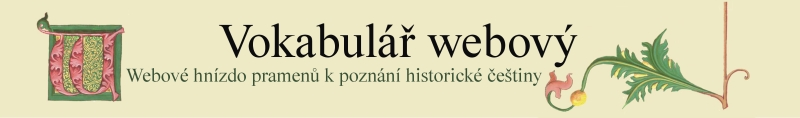 Vokabulář webový
Webové hnízdo pramenů k poznání historické češtiny